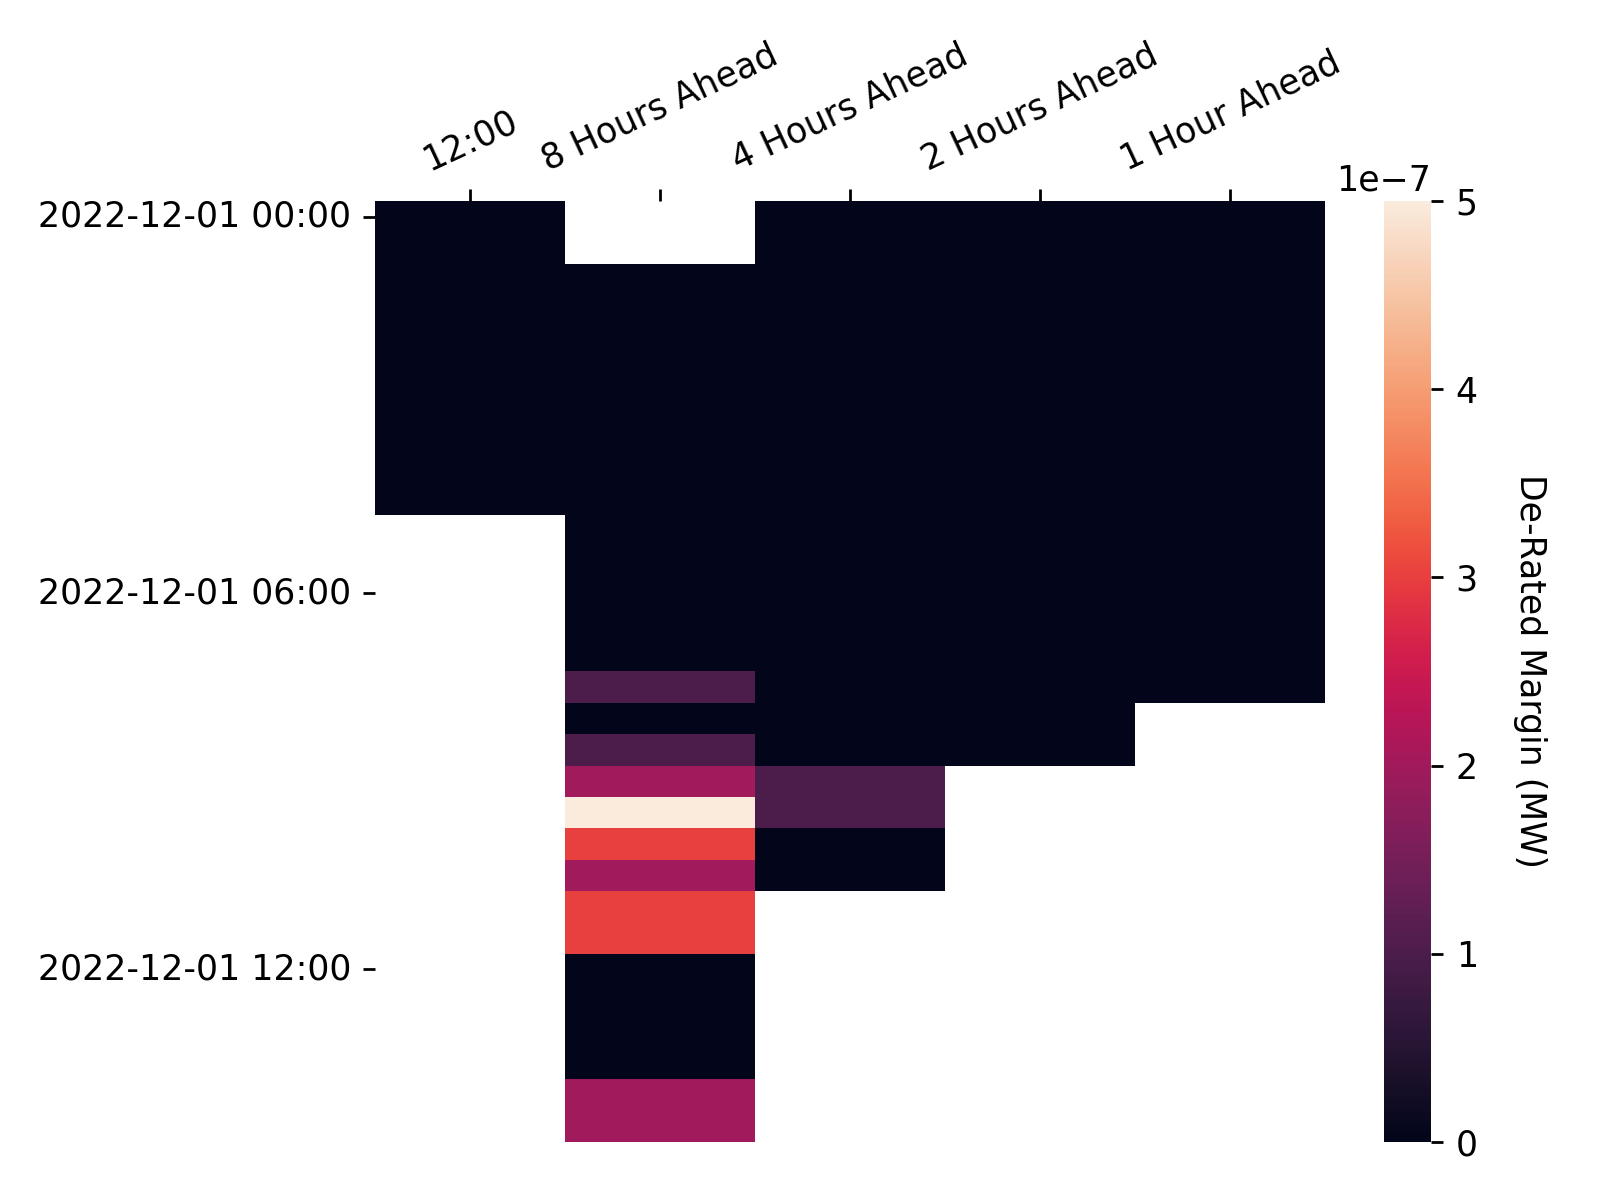 12:00
8 Hours Ahead
4 Hours Ahead
2 Hours Ahead
1 Hour Ahead
1e−7
2022-12-01 00:00
2022-12-01 06:00
2022-12-01 12:00
5
4
3
2
1
0
De-Rated Margin (MW)